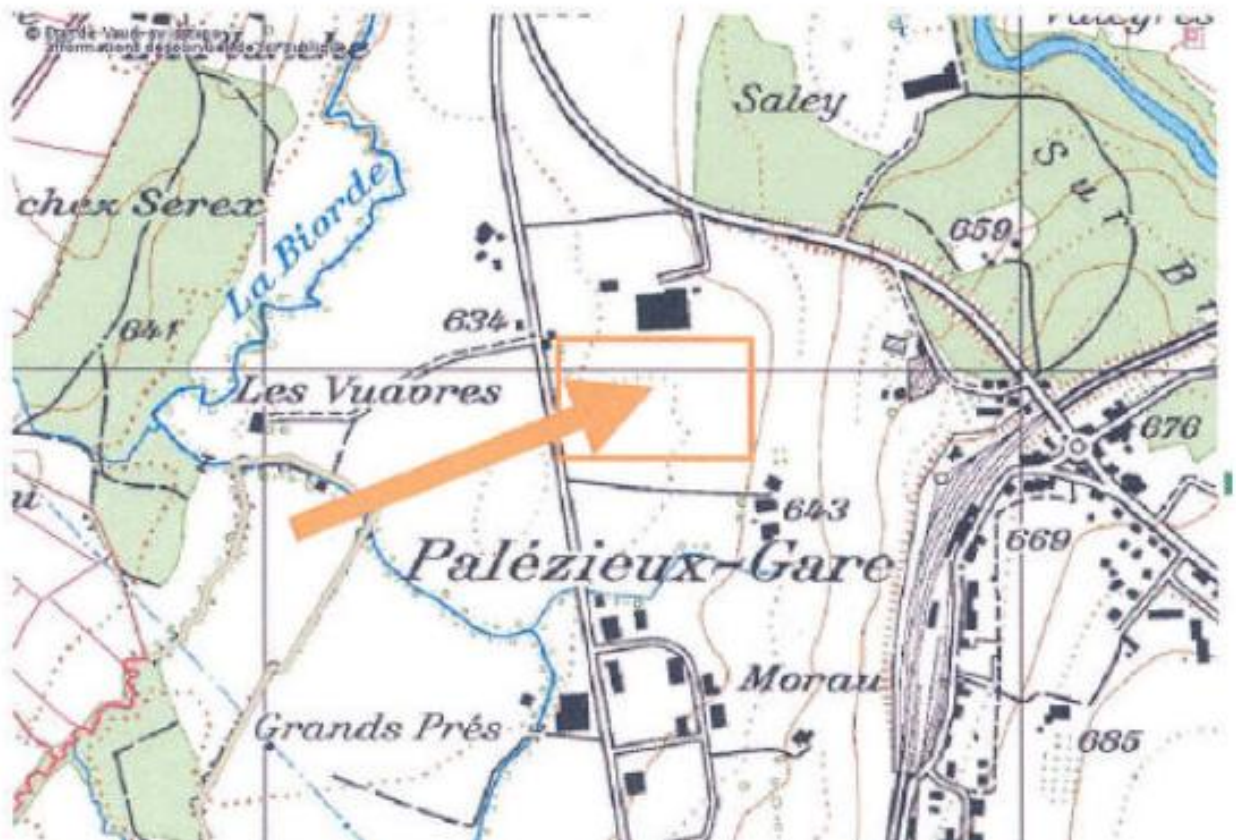 Saley
Sur
chez Serex
La Biorde
659
641
634
Les Vuavres
676
643
669
Palézieux-Gare
Morau
Grands Prés
685